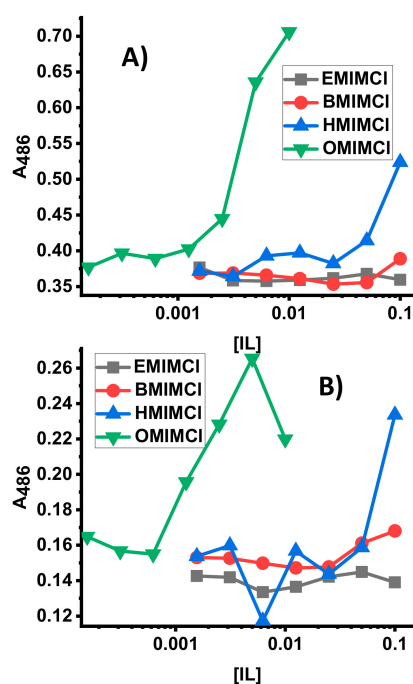 A)
EMIMCl
BMIMCl
HMIMCl
OMIMCl
A486
0.70
0.65
0.60
0.55
0.50
0.45
0.40
0.35
0.001
0.01
0.1
[IL]
B)
EMIMCl
BMIMCl
HMIMCl
OMIMCl
A486
0.26
0.24
0.22
0.20
0.18
0.16
0.14
0.12
0.001
0.01
0.1
[IL]